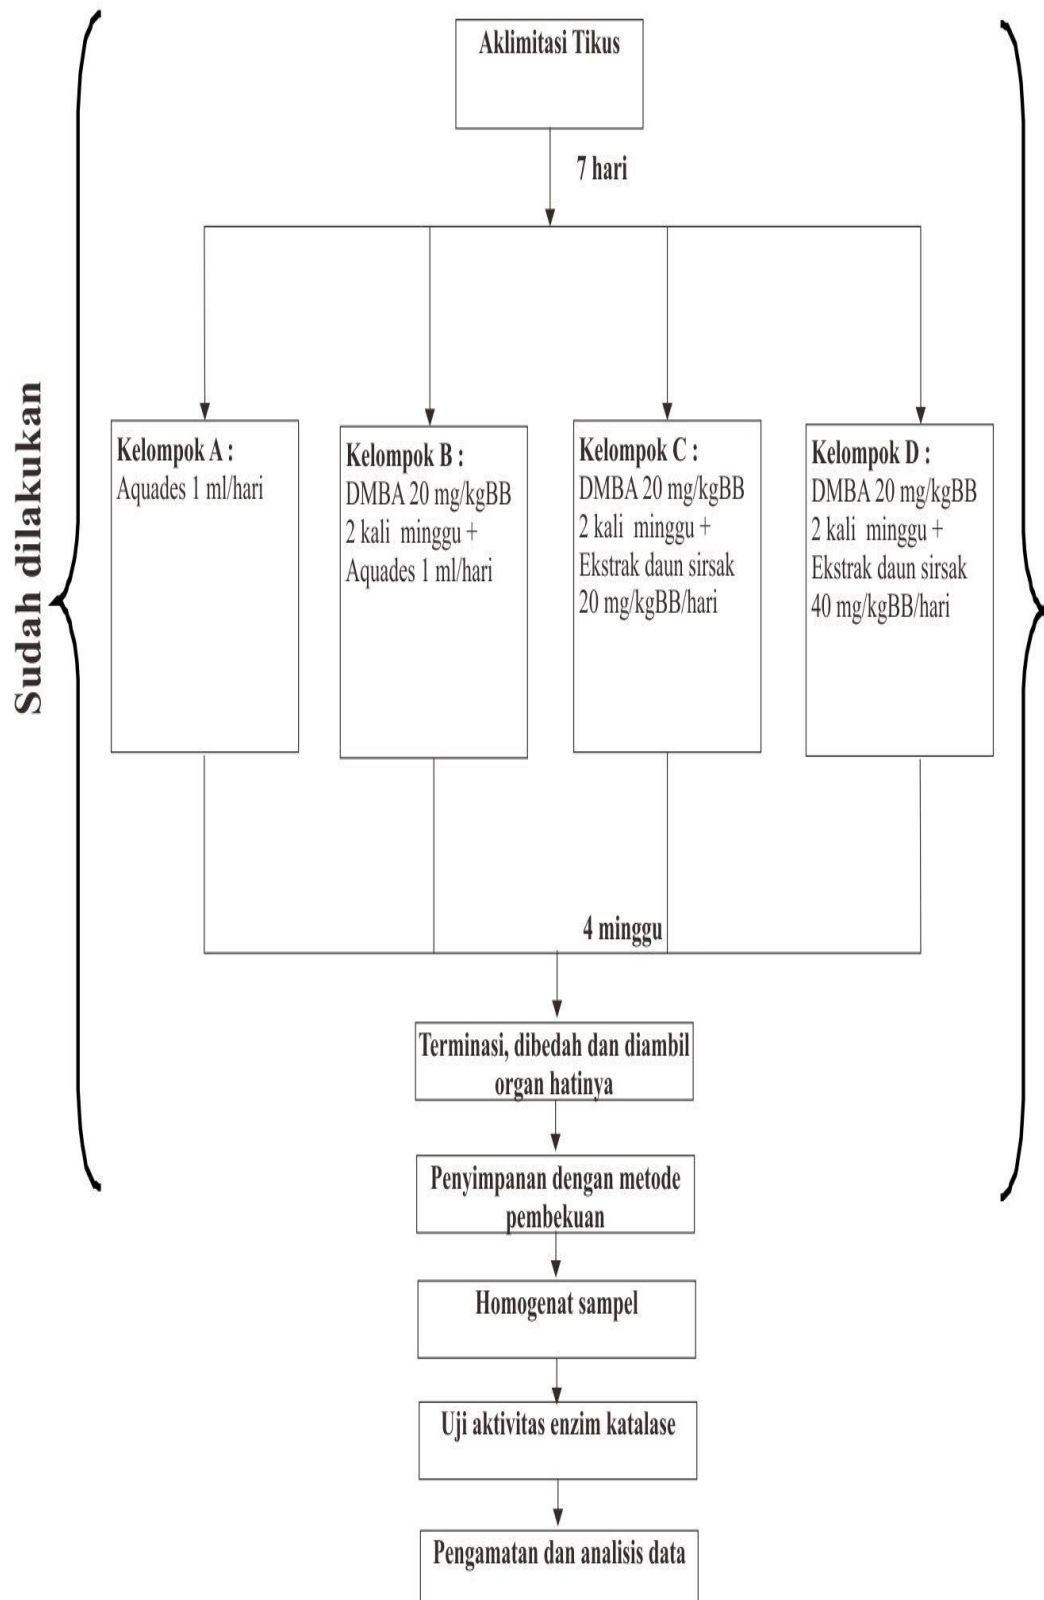 Aklimitasi Tikus
7 hari
Sudah dilakukan
Kelompok A :
Aquades 1 ml/hari
Kelompok B :
DMBA 20 mg/kgBB
2 kali minggu +
Aquades 1 ml/hari
Kelompok C :
DMBA 20 mg/kgBB
2 kali minggu +
Ekstrak daun sirsak
20 mg/kgBB/hari
Kelompok D :
DMBA 20 mg/kgBB
2 kali minggu +
Ekstrak daun sirsak
40 mg/kgBB/hari
4 minggu
Terminasi, dibedah dan diambil
organ hatinya
Penyimpanan dengan metode
pembekuan
Homogenat sampel
Uji aktivitas enzim katalase
Pengamatan dan analisis data